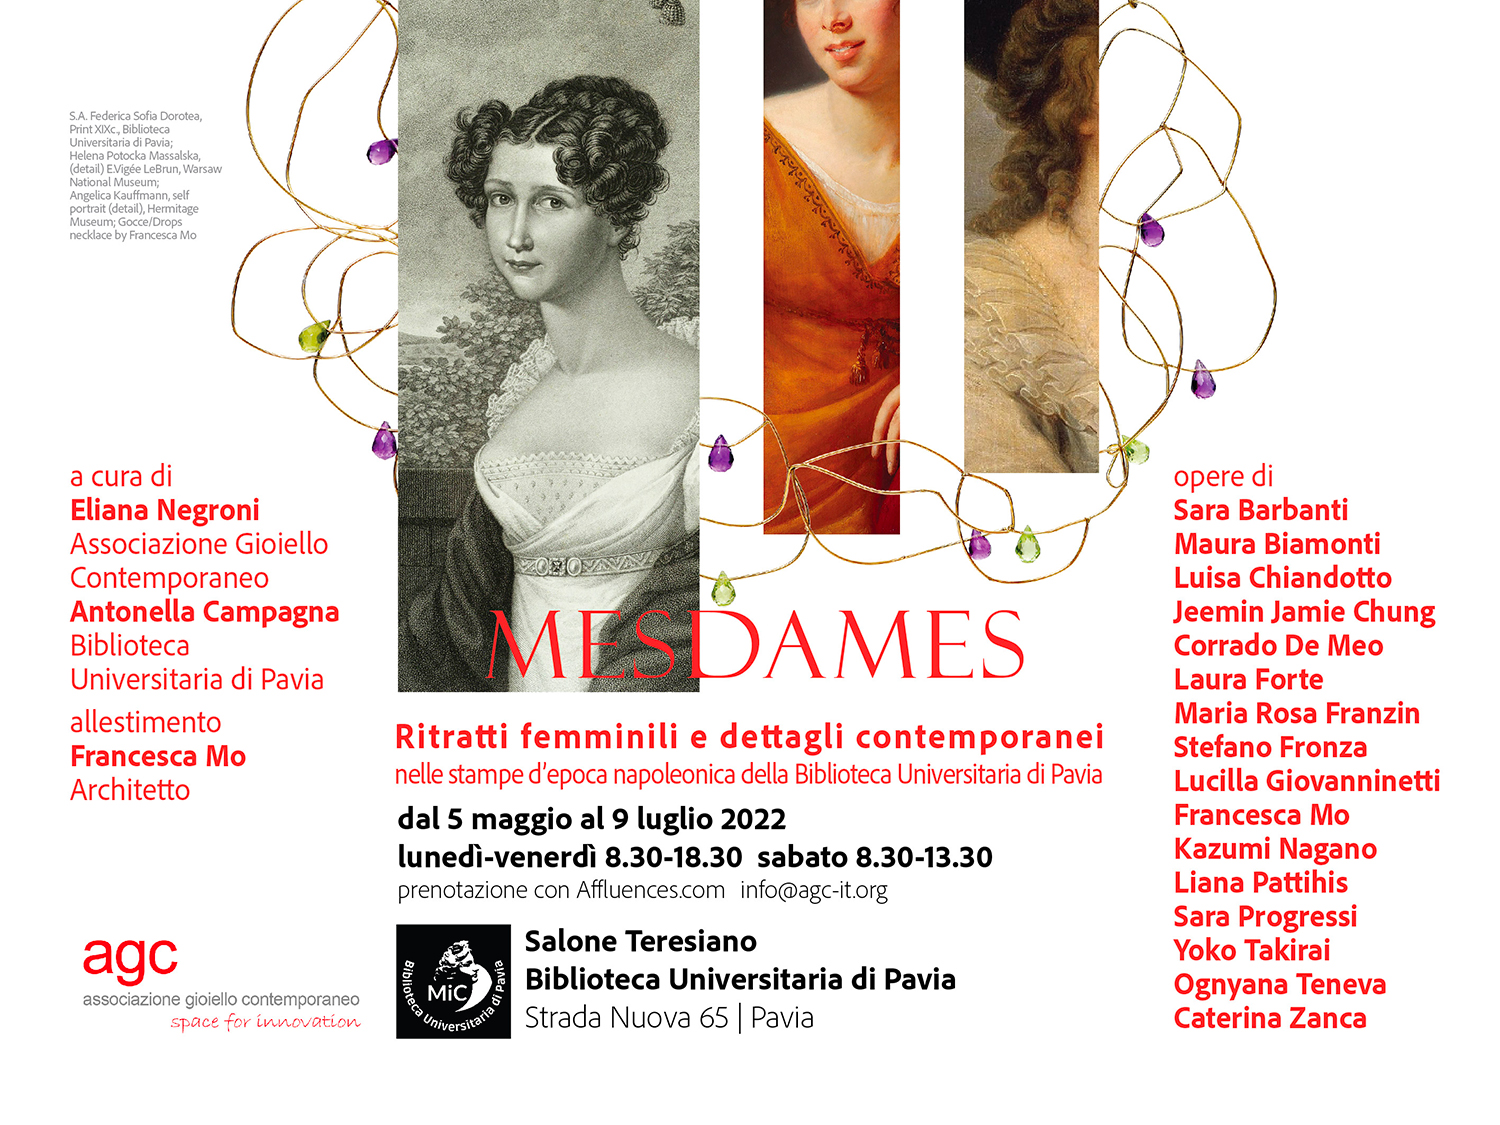 S.A. Federica Sofia Dorotea,
Print XIXc., Biblioteca
Universitaria di Pavia;
Helena Potocka Massalska,
(detail) E.Vigée LeBrun, Warsaw
National Museum;
Angelica Kauffmann, self
portrait (detail), Hermitage
Museum; Gocce/Drops
necklace by Francesca Mo
a cura di
Eliana Negroni
Associazione Gioiello
Contemporaneo
Antonella Campagna
Biblioteca
Universitaria di Pavia
allestimento
Francesca Mo
Architetto
agc
associazione gioiello contemporaneo
space for innovation
MESDAMES
Ritratti femminili e dettagli contemporanei
nelle stampe d'epoca napoleonica della Biblioteca Universitaria di Pavia
dal 5 maggio al 9 luglio 2022
lunedì-venerdì 8.30-18.30 sabato 8.30-13.30
prenotazione con Affluences.com info@agc-it.org
MiC
Biblioteca Universitaria di Pavia
Salone Teresiano
Biblioteca Universitaria di Pavia
Strada Nuova 65 | Pavia
opere di
Sara Barbanti
Maura Biamonti
Luisa Chiandotto
Jeemin Jamie Chung
Corrado De Meo
Laura Forte
Maria Rosa Franzin
Stefano Fronza
Lucilla Giovanninetti
Francesca Mo
Kazumi Nagano
Liana Pattihis
Sara Progressi
Yoko Takirai
Ognyana Teneva
Caterina Zanca